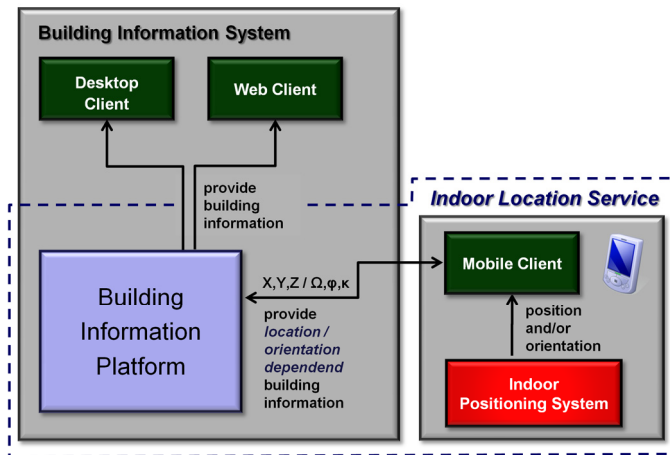 Building Information System
Desktop
Client
Web Client
provide
building
information
Indoor Location Service
Mobile Client
X,Y,Z / Ω,φ,κ
Building
Information
Platform
provide
location /
orientation
dependend
building
information
position
and/or
orientation
Indoor
Positioning System